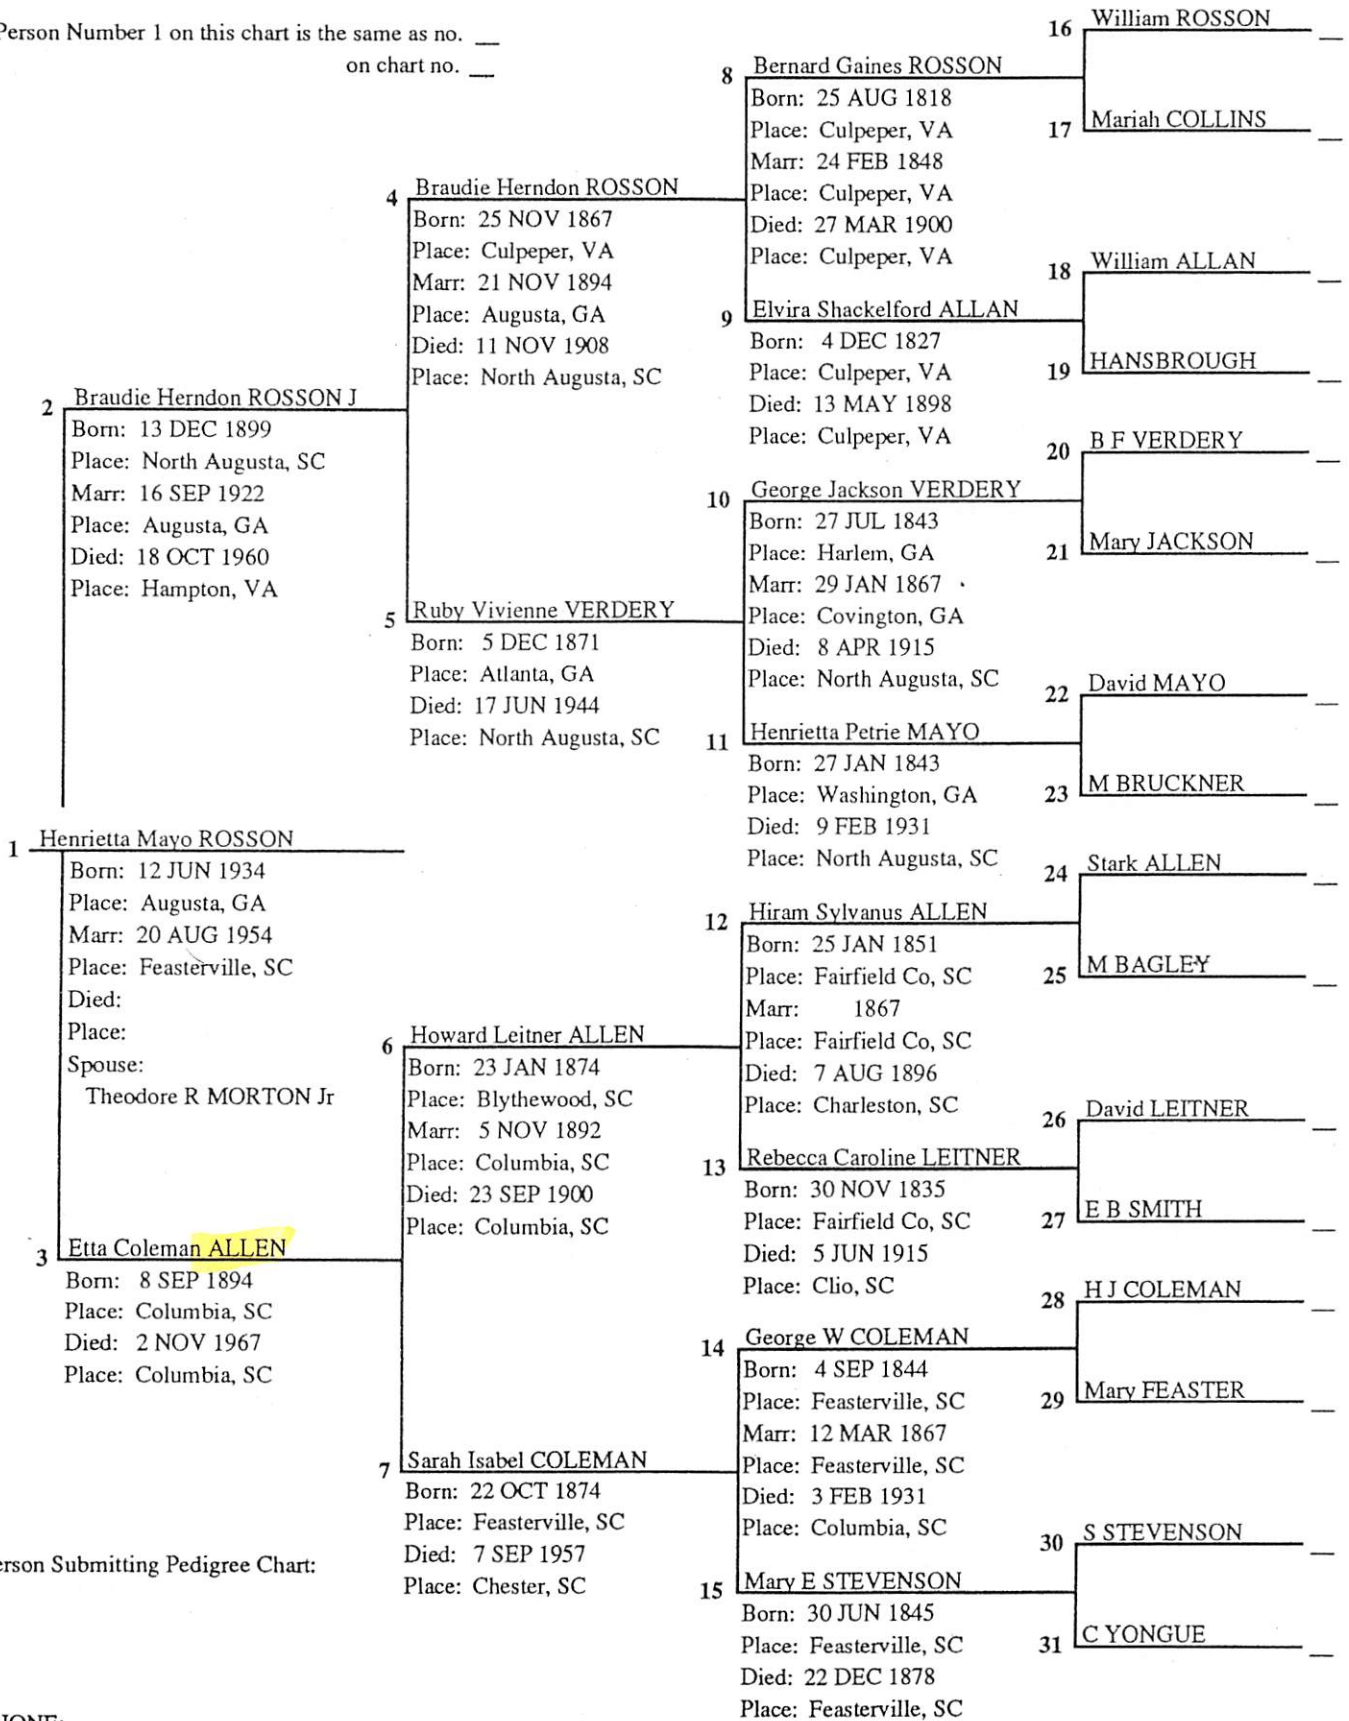 Person Number 1 on this chart is the same as no. __
on chart no. __
16 William ROSSON __
8 Bernard Gaines ROSSON
Born: 25 AUG 1818
Place: Culpeper, VA
Marr: 24 FEB 1848
Place: Culpeper, VA
Died: 27 MAR 1900
Place: Culpeper, VA
17 Mariah COLLINS __
4 Braudie Herndon ROSSON
Born: 25 NOV 1867
Place: Culpeper, VA
Marr: 21 NOV 1894
Place: Augusta, GA
Died: 11 NOV 1908
Place: North Augusta, SC
18 William ALLAN __
9 Elvira Shackelford ALLAN
Born: 4 DEC 1827
Place: Culpeper, VA
Died: 13 MAY 1898
Place: Culpeper, VA
19 HANSBROUGH __
2 Braudie Herndon ROSSON J
Born: 13 DEC 1899
Place: North Augusta, SC
Marr: 16 SEP 1922
Place: Augusta, GA
Died: 18 OCT 1960
Place: Hampton, VA
20 B F VERDERY __
10 George Jackson VERDERY
Born: 27 JUL 1843
Place: Harlem, GA
Marr: 29 JAN 1867
Place: Covington, GA
Died: 8 APR 1915
Place: North Augusta, SC
21 Mary JACKSON __
5 Ruby Vivienne VERDERY
Born: 5 DEC 1871
Place: Atlanta, GA
Died: 17 JUN 1944
Place: North Augusta, SC
22 David MAYO __
11 Henrietta Petrie MAYO
Born: 27 JAN 1843
Place: Washington, GA
Died: 9 FEB 1931
Place: North Augusta, SC
23 M BRUCKNER __
1 Henrietta Mayo ROSSON
Born: 12 JUN 1934
Place: Augusta, GA
Marr: 20 AUG 1954
Place: Feasterville, SC
Died:
Place:
Spouse:
Theodore R MORTON Jr
24 Stark ALLEN __
12 Hiram Sylvanus ALLEN
Born: 25 JAN 1851
Place: Fairfield Co, SC
Marr: 1867
Place: Fairfield Co, SC
Died: 7 AUG 1896
Place: Charleston, SC
25 M BAGLEY __
6 Howard Leitner ALLEN
Born: 23 JAN 1874
Place: Blythewood, SC
Marr: 5 NOV 1892
Place: Columbia, SC
Died: 23 SEP 1900
Place: Columbia, SC
26 David LEITNER __
13 Rebecca Caroline LEITNER
Born: 30 NOV 1835
Place: Fairfield Co, SC
Died: 5 JUN 1915
Place: Clio, SC
27 E B SMITH __
3 Etta Coleman ALLEN
Born: 8 SEP 1894
Place: Columbia, SC
Died: 2 NOV 1967
Place: Columbia, SC
28 H J COLEMAN __
14 George W COLEMAN
Born: 4 SEP 1844
Place: Feasterville, SC
Marr: 12 MAR 1867
Place: Feasterville, SC
Died: 3 FEB 1931
Place: Columbia, SC
29 Mary FEASTER __
7 Sarah Isabel COLEMAN
Born: 22 OCT 1874
Place: Feasterville, SC
Died: 7 SEP 1957
Place: Chester, SC
30 S STEVENSON __
15 Mary E STEVENSON
Born: 30 JUN 1845
Place: Feasterville, SC
Died: 22 DEC 1878
Place: Feasterville, SC
31 C YONGUE __
erson Submitting Pedigree Chart: